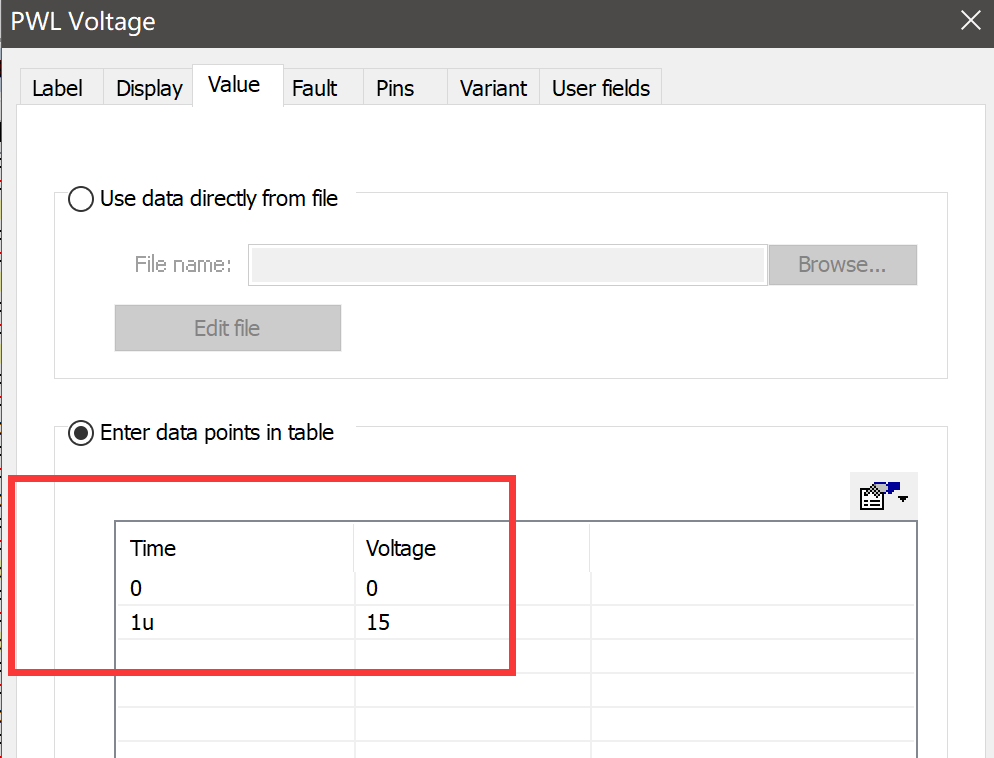 PWL Voltage
Label Display Value Fault Pins Variant User fields
Use data directly from file
File name: Browse...
Edit file
Enter data points in table
Time Voltage
0 0
1u 15